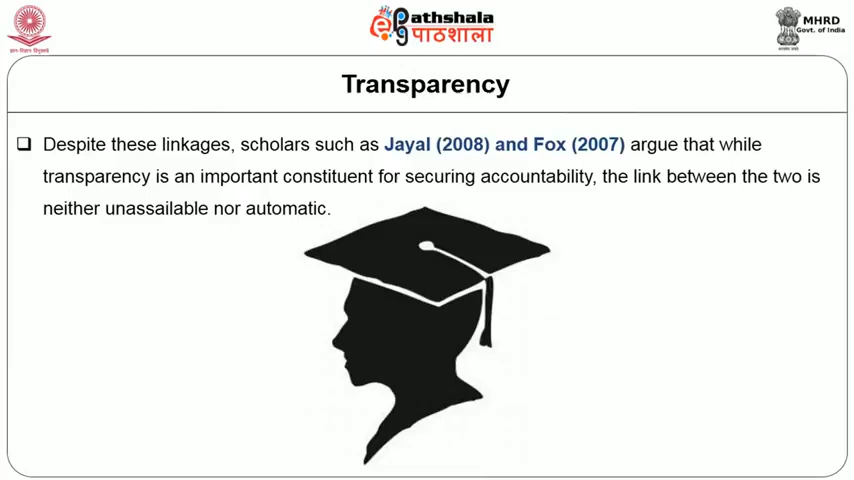 ePathshala
पाठशाला
MHRD
Govt. of India
Transparency
Despite these linkages, scholars such as Jayal (2008) and Fox (2007) argue that while
transparency is an important constituent for securing accountability, the link between the two is
neither unassailable nor automatic.